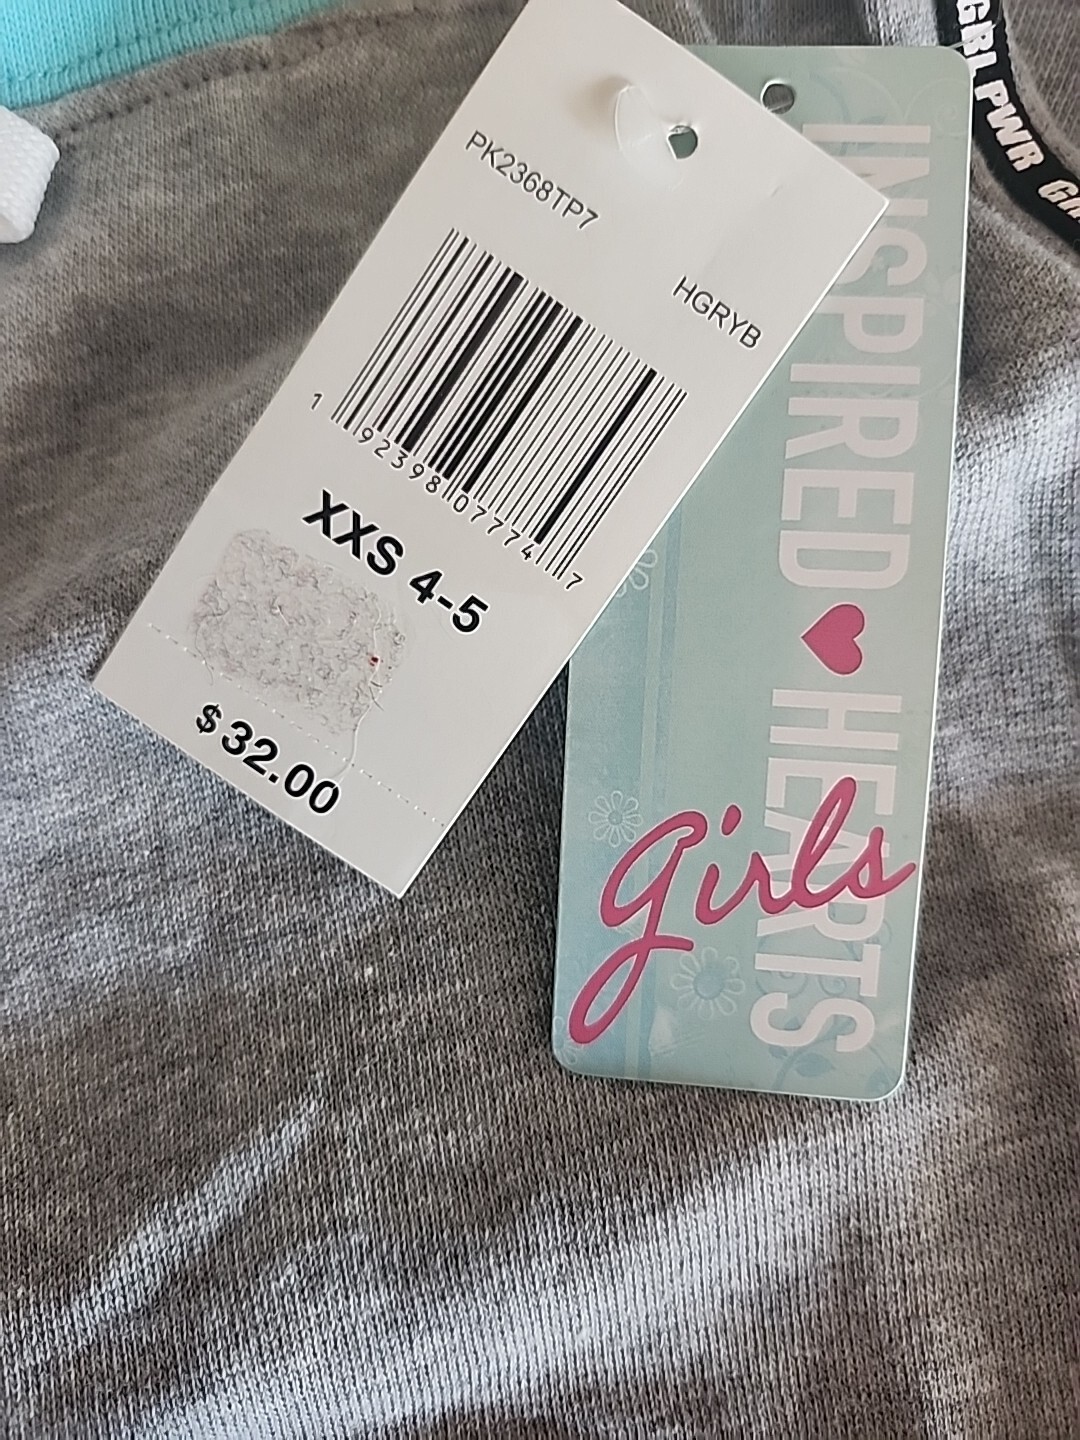 PK2368TP7
HGRYB
1 92398 07774 7
XXS 4-5
$32.00
INSPIRED ♥ HEARTS
girls
GRL PWR